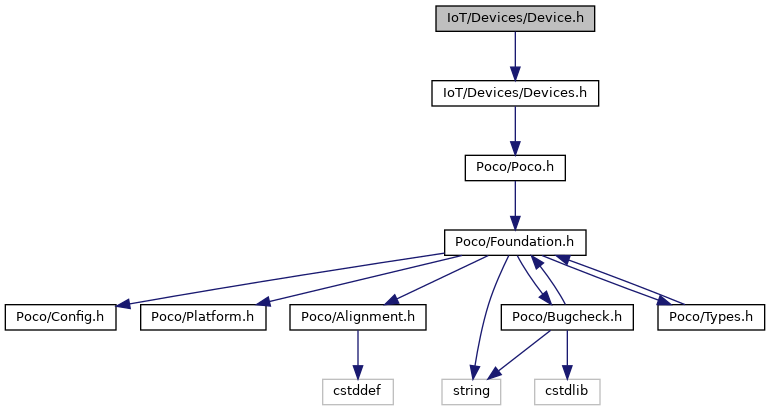 IoT/Devices/Device.h
IoT/Devices/Devices.h
Poco/Poco.h
Poco/Foundation.h
Poco/Config.h
Poco/Platform.h
Poco/Alignment.h
Poco/Bugcheck.h
Poco/Types.h
cstddef
string
cstdlib